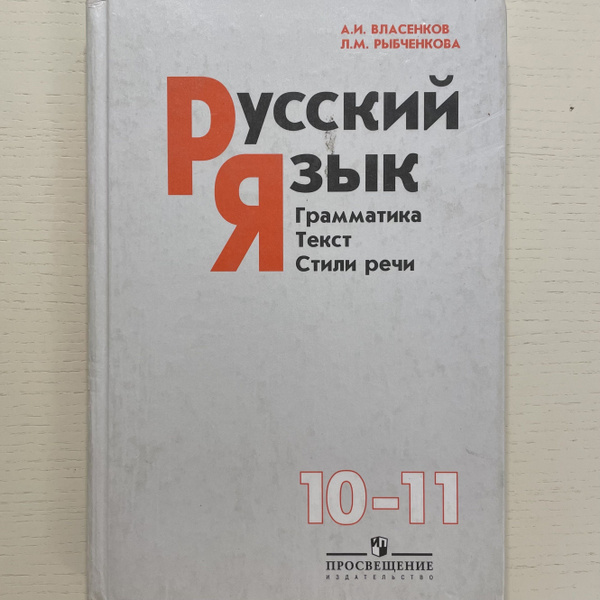 А.И. ВЛАСЕНКОВ
Л.М. РЫБЧЕНКОВА
Русский
Язык
Грамматика
Текст
Стили речи
10-11
ПРОСВЕЩЕНИЕ
ИЗДАТЕЛЬСТВО